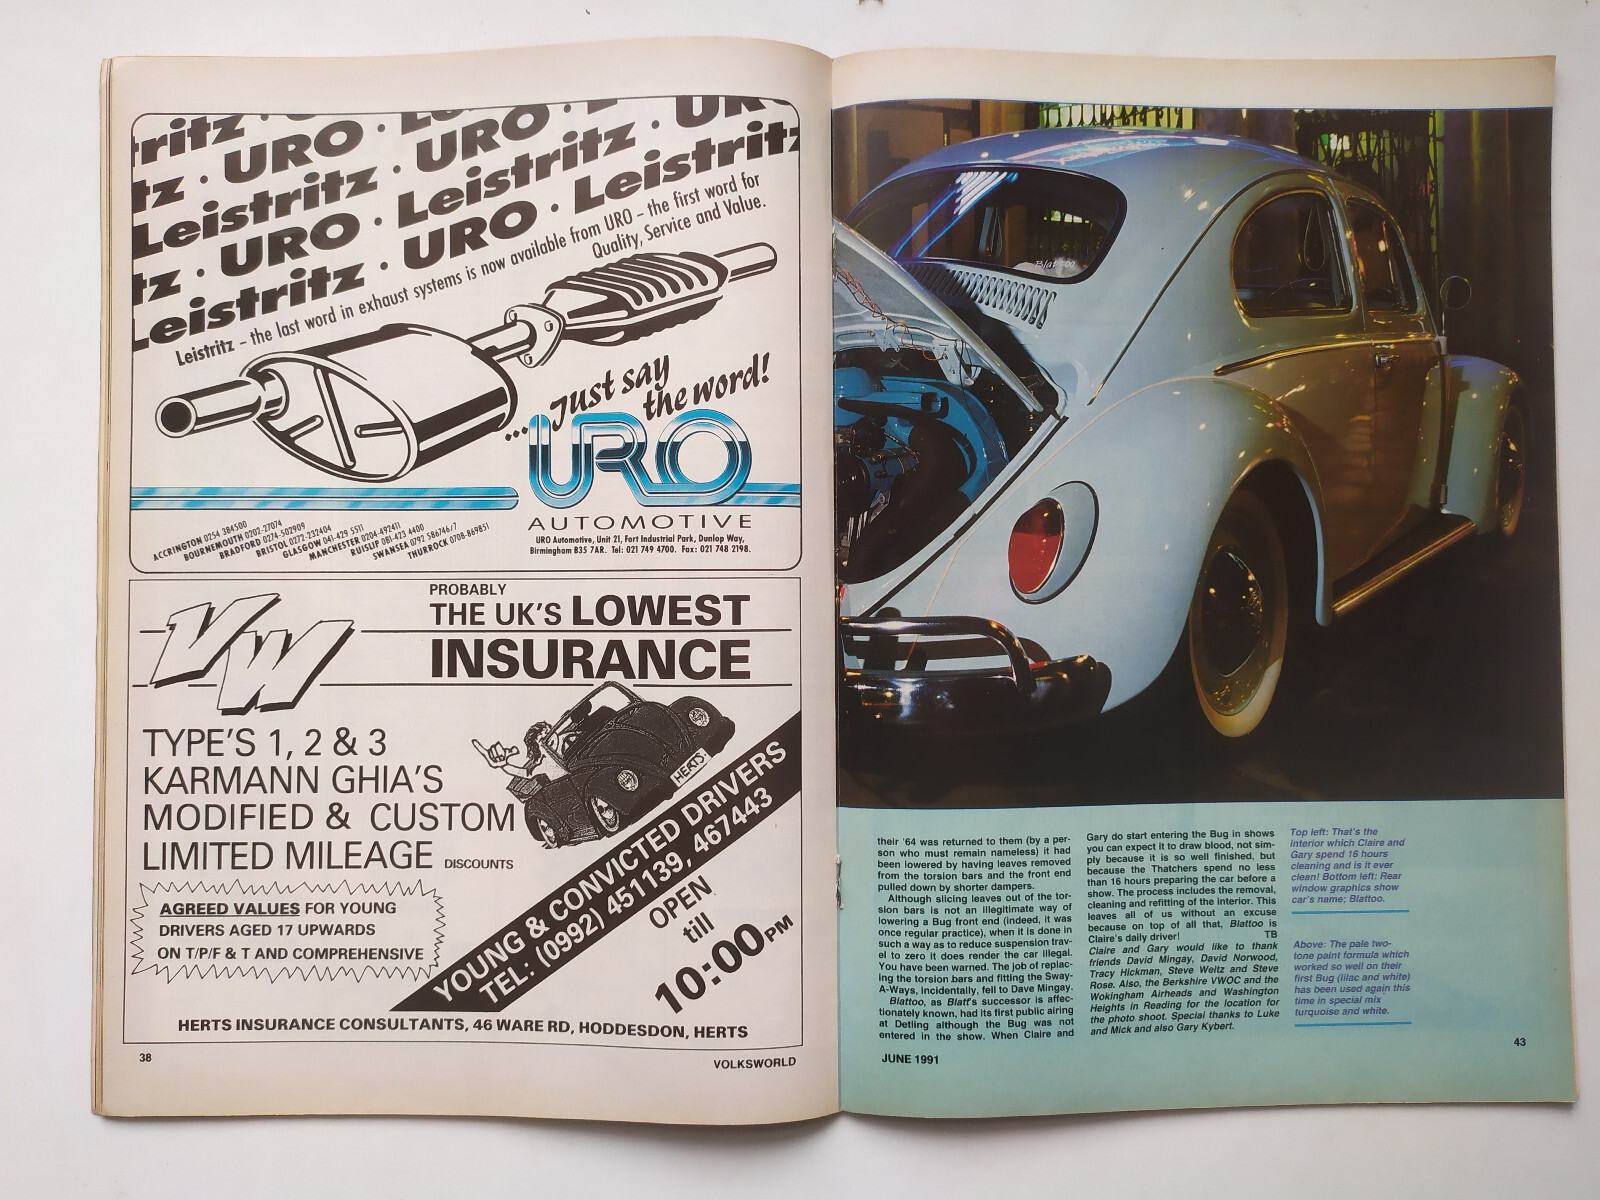 ritz · URO · L
tz · URO · Leistritz · UR
Leistritz · URO · Leistritz
tz · URO · Leistritz
Leistritz · URO · Leistritz
Leistritz – the last word in exhaust systems is now available from URO – the first word for
Quality, Service and Value.
...Just say
the word!
URO
AUTOMOTIVE
URO Automotive, Unit 21, Fort Industrial Park, Dunlop Way,
Birmingham B35 7AR. Tel: 021 749 4700. Fax: 021 748 2198.
ACCRINGTON 0254 384500
BOURNEMOUTH 0202-27074
BRADFORD 0274-502909
BRISTOL 0272-232404
GLASGOW 041-429 5511
MANCHESTER 0204-492411
RUISLIP 081-423 4400
SWANSEA 0792 586746/7
THURROCK 0708-869851
VW
PROBABLY
THE UK'S LOWEST
INSURANCE
TYPE'S 1, 2 & 3
KARMANN GHIA'S
MODIFIED & CUSTOM
LIMITED MILEAGE DISCOUNTS
HERTS
AGREED VALUES FOR YOUNG
DRIVERS AGED 17 UPWARDS
ON T/P/F & T AND COMPREHENSIVE
YOUNG & CONVICTED DRIVERS
TEL: (0992) 451139, 467443
OPEN
till
10:00PM
HERTS INSURANCE CONSULTANTS, 46 WARE RD, HODDESDON, HERTS
38
VOLKSWORLD
their '64 was returned to them (by a per-
son who must remain nameless) it had
been lowered by having leaves removed
from the torsion bars and the front end
pulled down by shorter dampers.
Although slicing leaves out of the tor-
sion bars is not an illegitimate way of
lowering a Bug front end (indeed, it was
once regular practice), when it is done in
such a way as to reduce suspension trav-
el to zero it does render the car illegal.
You have been warned. The job of replac-
ing the torsion bars and fitting the Sway-
A-Ways, incidentally, fell to Dave Mingay.
Blattoo, as Blatt's successor is affec-
tionately known, had its first public airing
at Detling although the Bug was not
entered in the show. When Claire and
Gary do start entering the Bug in shows
you can expect it to draw blood, not sim-
ply because it is so well finished, but
because the Thatchers spend no less
than 16 hours preparing the car before a
show. The process includes the removal,
cleaning and refitting of the interior. This
leaves all of us without an excuse
because on top of all that, Blattoo is
Claire's daily driver! TB
Claire and Gary would like to thank
friends David Mingay, David Norwood,
Tracy Hickman, Steve Weitz and Steve
Rose. Also, the Berkshire VWOC and the
Wokingham Airheads and Washington
Heights in Reading for the location for
the photo shoot. Special thanks to Luke
and Mick and also Gary Kybert.
Top left: That's the
interior which Claire and
Gary spend 16 hours
cleaning and is it ever
clean! Bottom left: Rear
window graphics show
car's name; Blattoo.
Above: The pale two-
tone paint formula which
worked so well on their
first Bug (lilac and white)
has been used again this
time in special mix
turquoise and white.
JUNE 1991
43